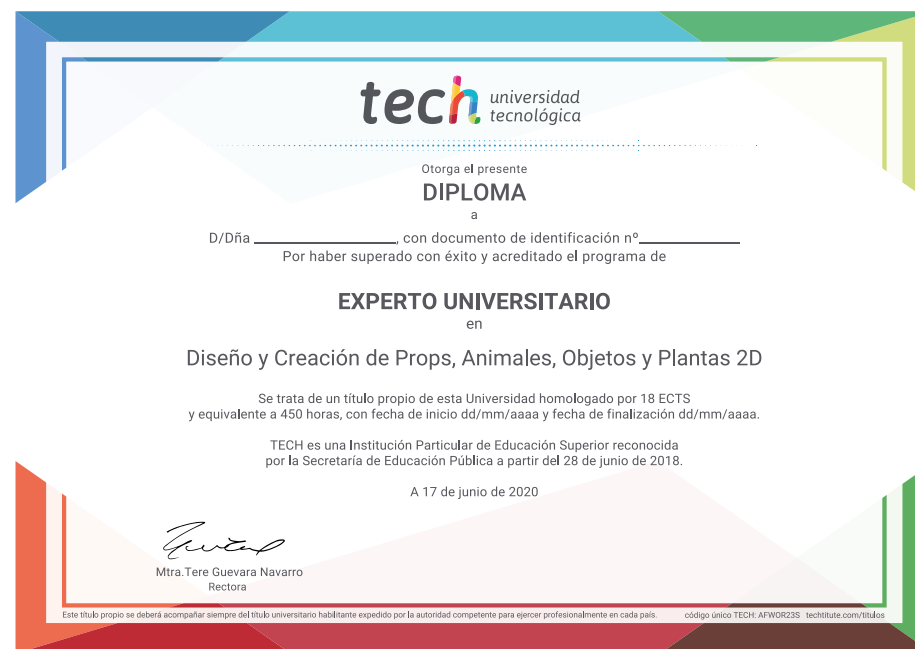 tech universidad
tecnológica
Otorga el presente
DIPLOMA
a
D/Dña ________________, con documento de identificación nº____________
Por haber superado con éxito y acreditado el programa de
EXPERTO UNIVERSITARIO
en
Diseño y Creación de Props, Animales, Objetos y Plantas 2D
Se trata de un título propio de esta Universidad homologado por 18 ECTS
y equivalente a 450 horas, con fecha de inicio dd/mm/aaaa y fecha de finalización dd/mm/aaaa.
TECH es una Institución Particular de Educación Superior reconocida
por la Secretaría de Educación Pública a partir del 28 de junio de 2018.
A 17 de junio de 2020
Mtra.Tere Guevara Navarro
Rectora
Este título propio se deberá acompañar siempre del título universitario habilitante expedido por la autoridad competente para ejercer profesionalmente en cada país. código único TECH: AFWOR23S techtitute.com/titulos